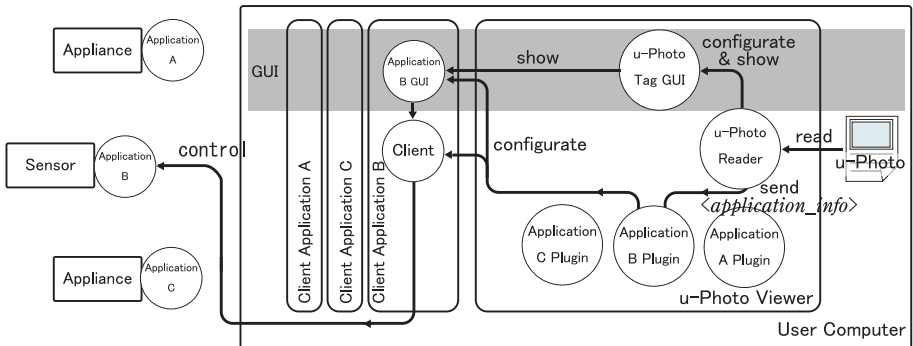 Appliance
Application
A
Sensor
Application
B
Appliance
Application
C
control
GUI
Client Application A
Client Application C
Client Application B
Application
B GUI
Client
show
configurate
u-Photo
Tag GUI
configurate
& show
u-Photo
Reader
read
u-Photo
send
<application_info>
Application
C Plugin
Application
B Plugin
Application
A Plugin
u-Photo Viewer
User Computer